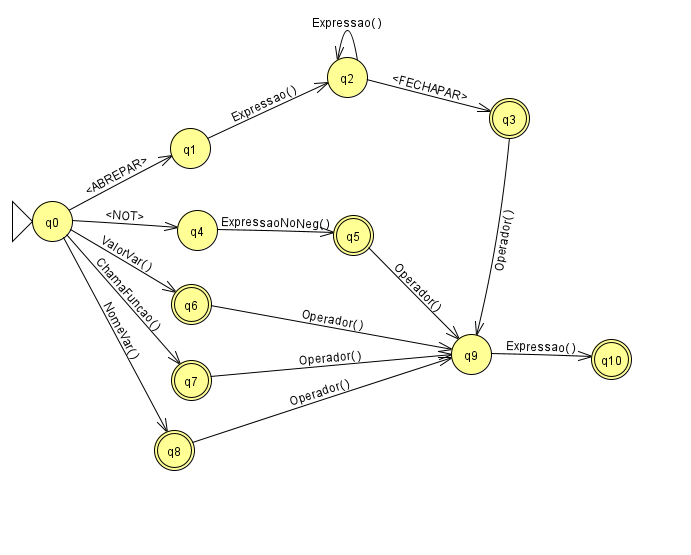 Expressao()
q2
<FECHAPAR>
q3
Expressao()
q1
<ABREPAR>
q0
<NOT>
q4
ExpressaoNoNeg()
q5
Operador()
ValorVar()
ChamaFuncao()
NomeVar()
q6
Operador()
Operador()
q9
Expressao()
q10
q7
Operador()
Operador()
q8